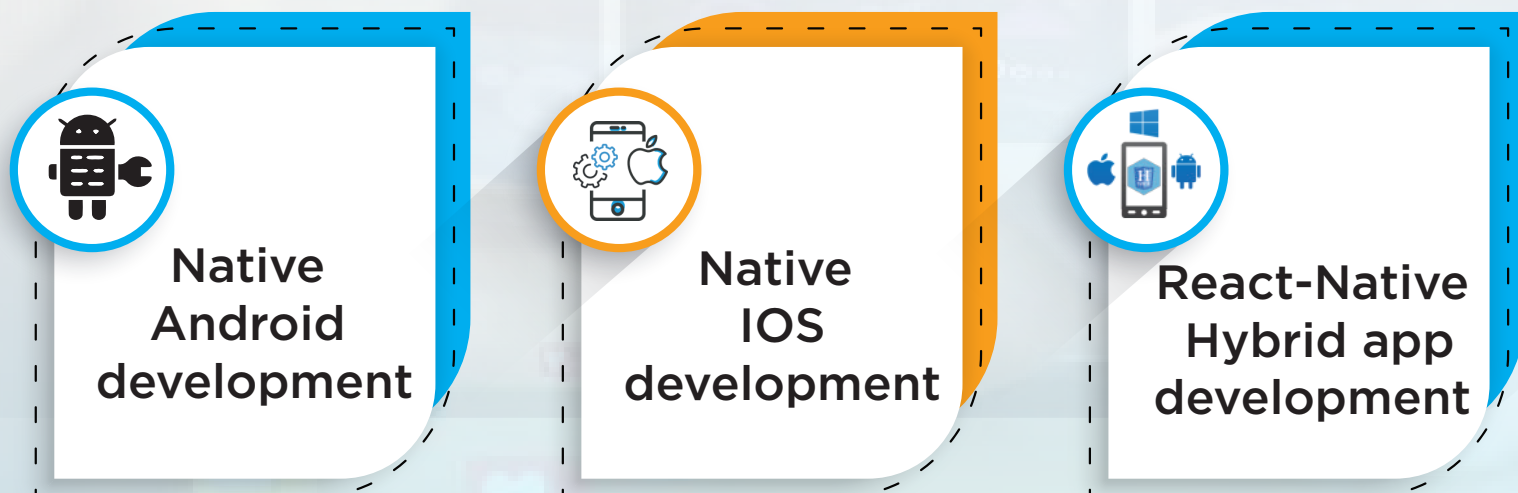 Native
Android
development
Native
IOS
development
React-Native
Hybrid app
development